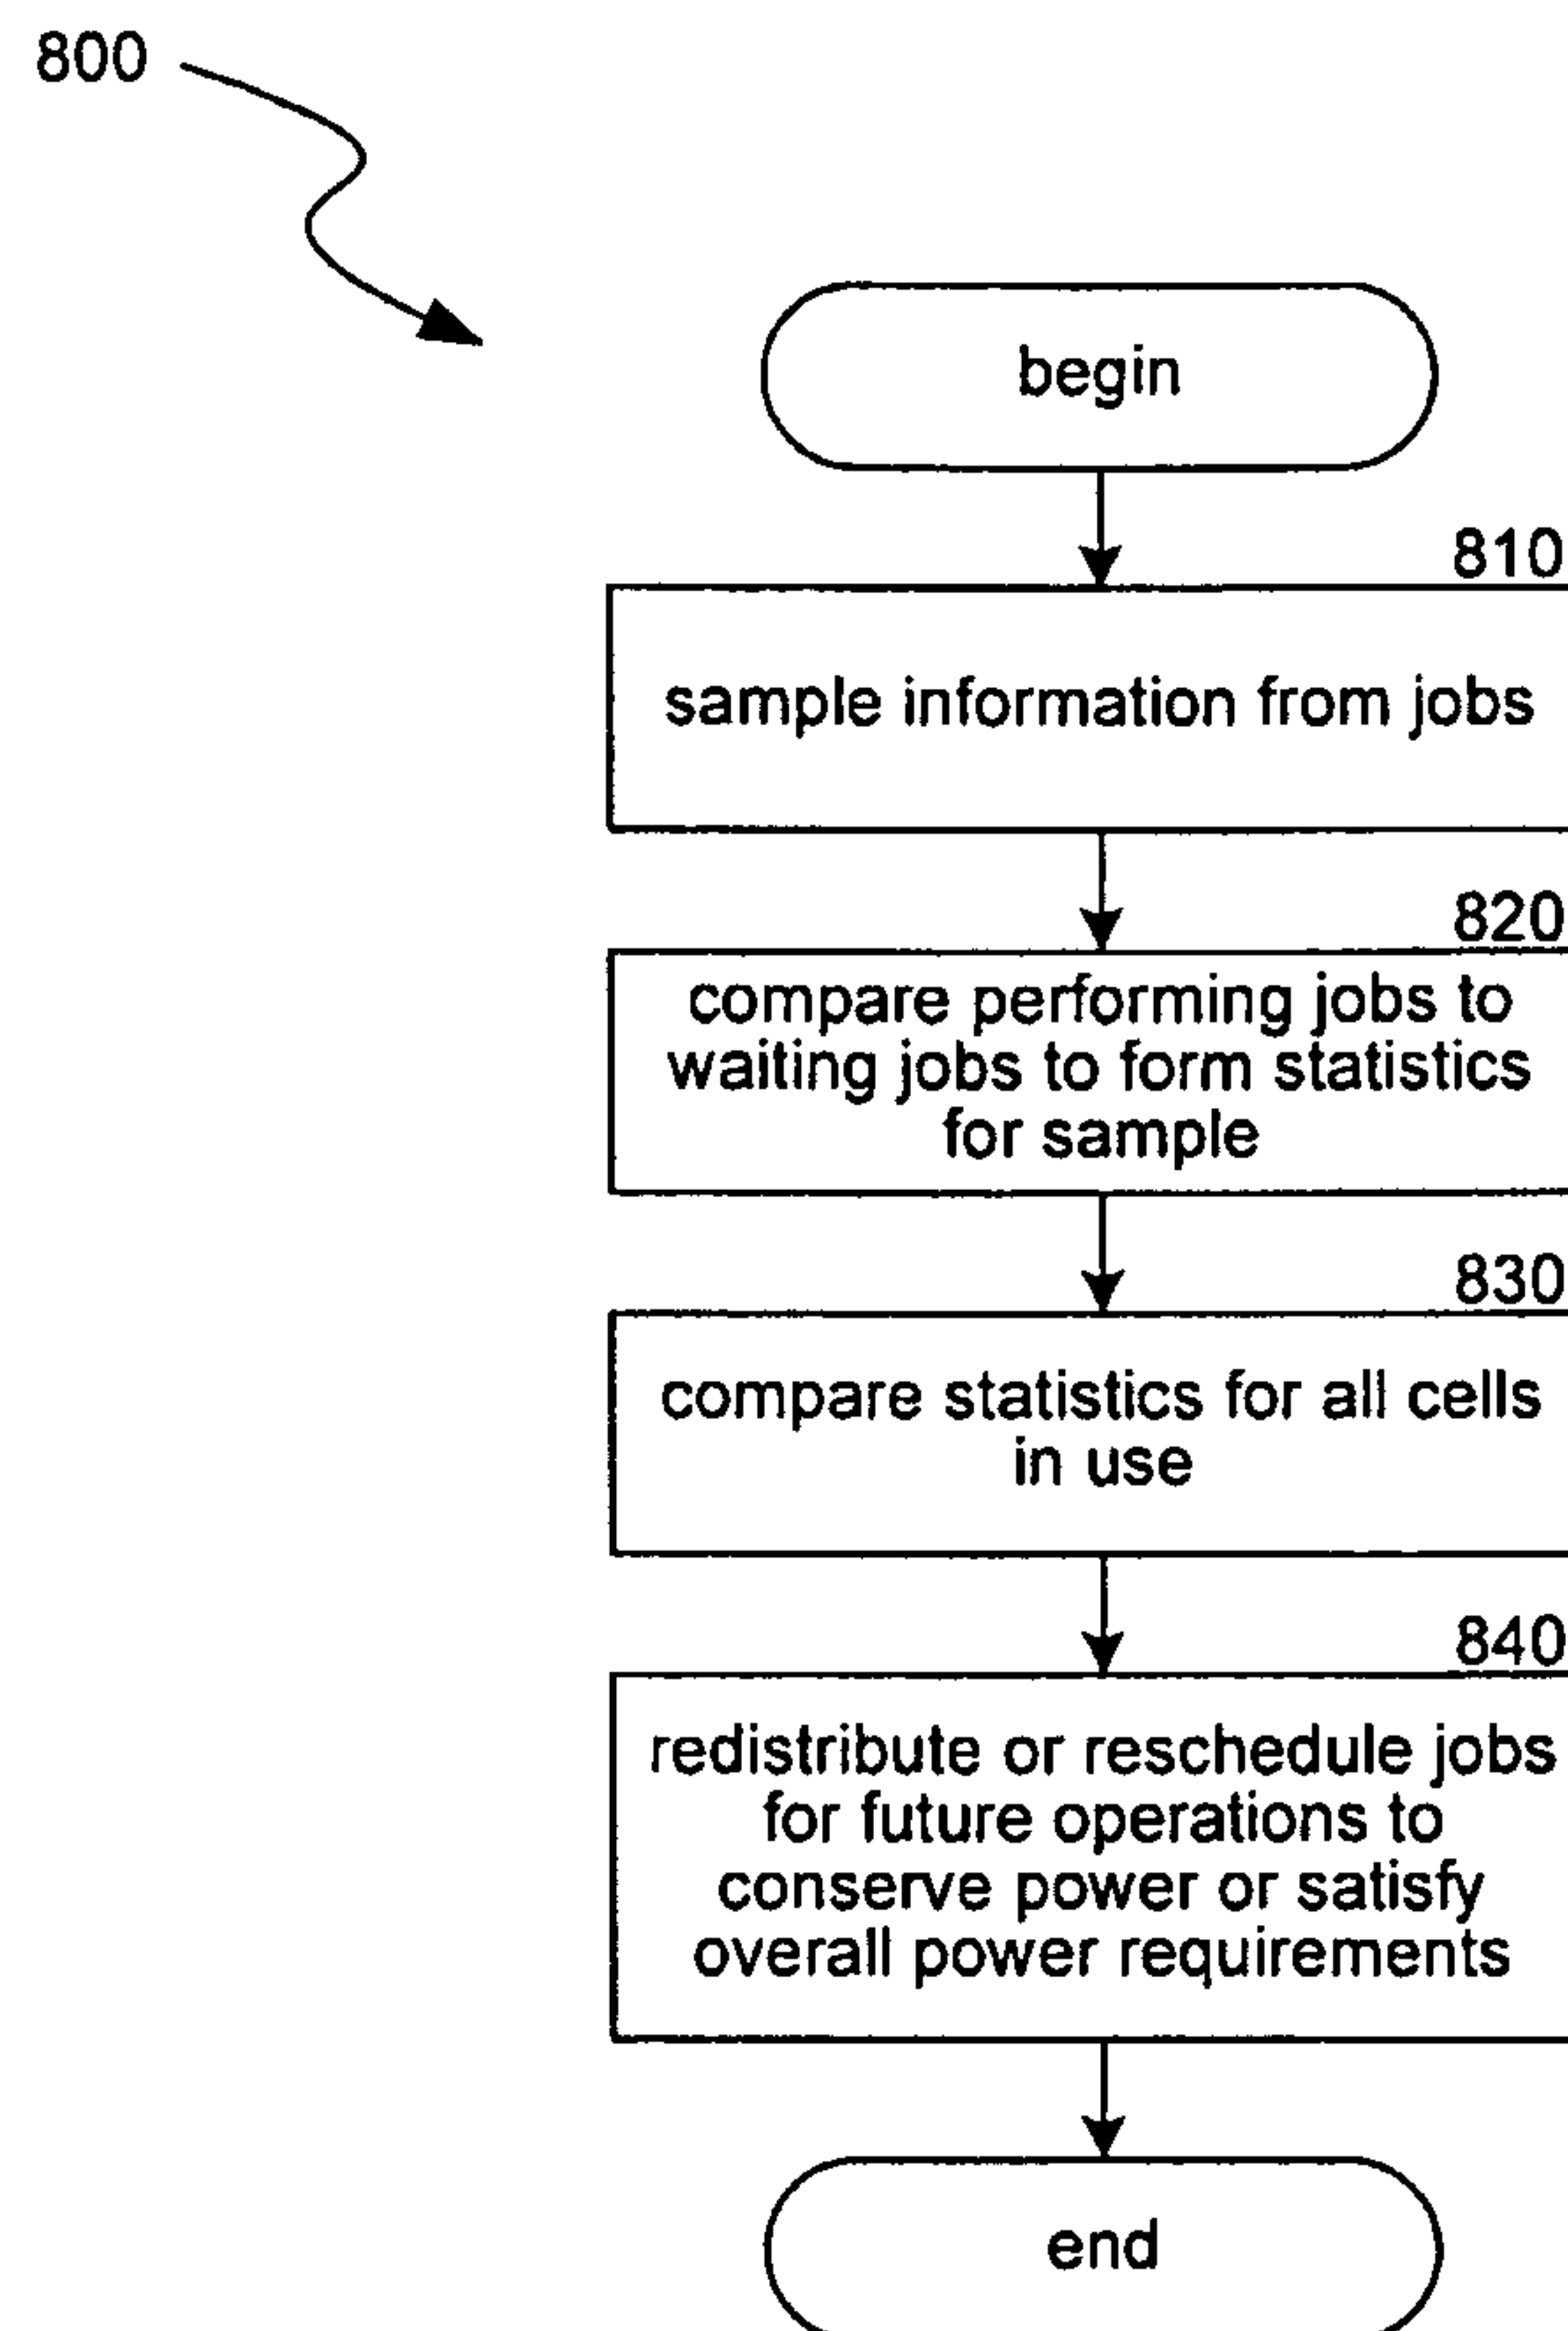 800
begin
810
sample information from jobs
820
compare performing jobs to
waiting jobs to form statistics
for sample
830
compare statistics for all cells
in use
840
redistribute or reschedule jobs
for future operations to
conserve power or satisfy
overall power requirements
end